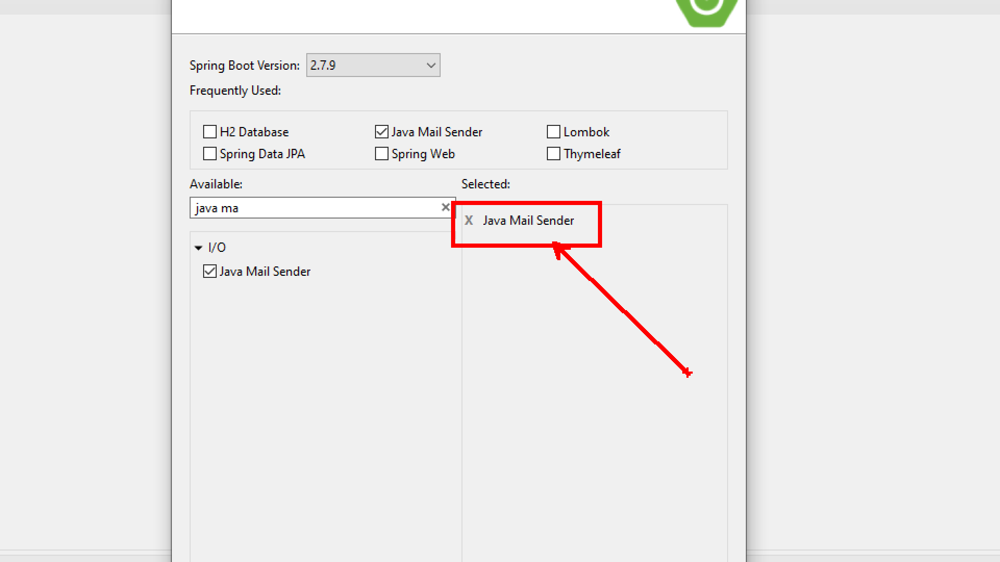 Spring Boot Version: 2.7.9
Frequently Used:
H2 Database Java Mail Sender Lombok
Spring Data JPA Spring Web Thymeleaf
Available: Selected:
java ma
X Java Mail Sender
I/O
Java Mail Sender